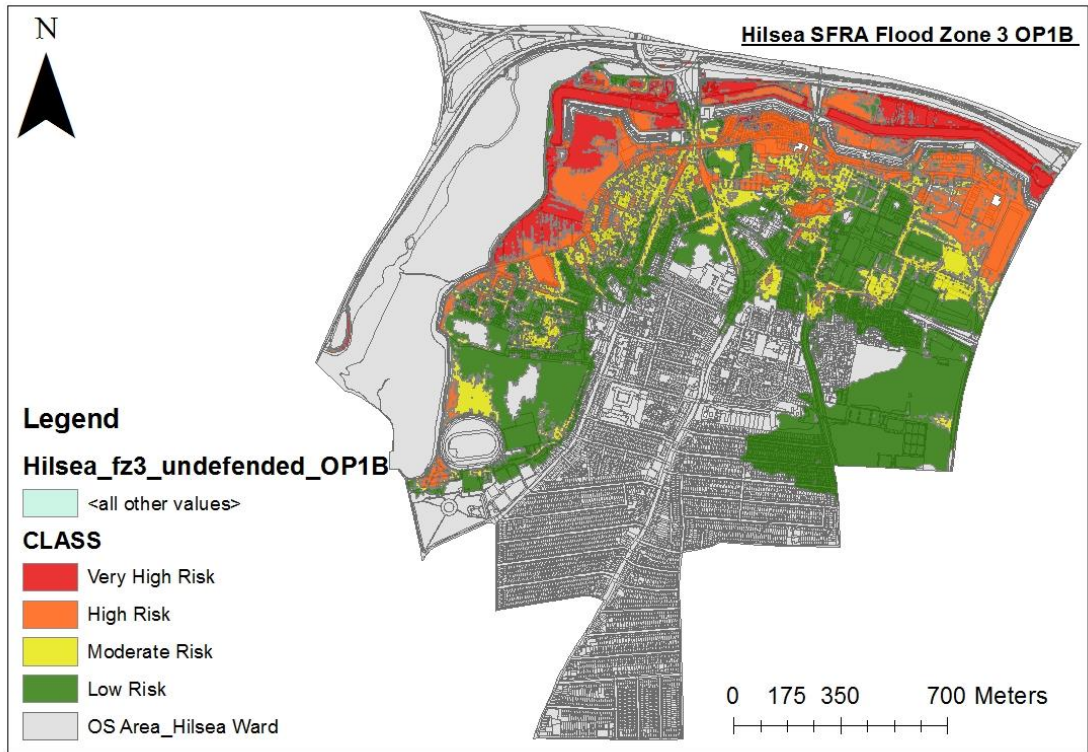 N
Hilsea SFRA Flood Zone 3 OP1B
Legend
Hilsea_fz3_undefended_OP1B
<all other values>
CLASS
Very High Risk
High Risk
Moderate Risk
Low Risk
OS Area_Hilsea Ward
0 175 350 700 Meters